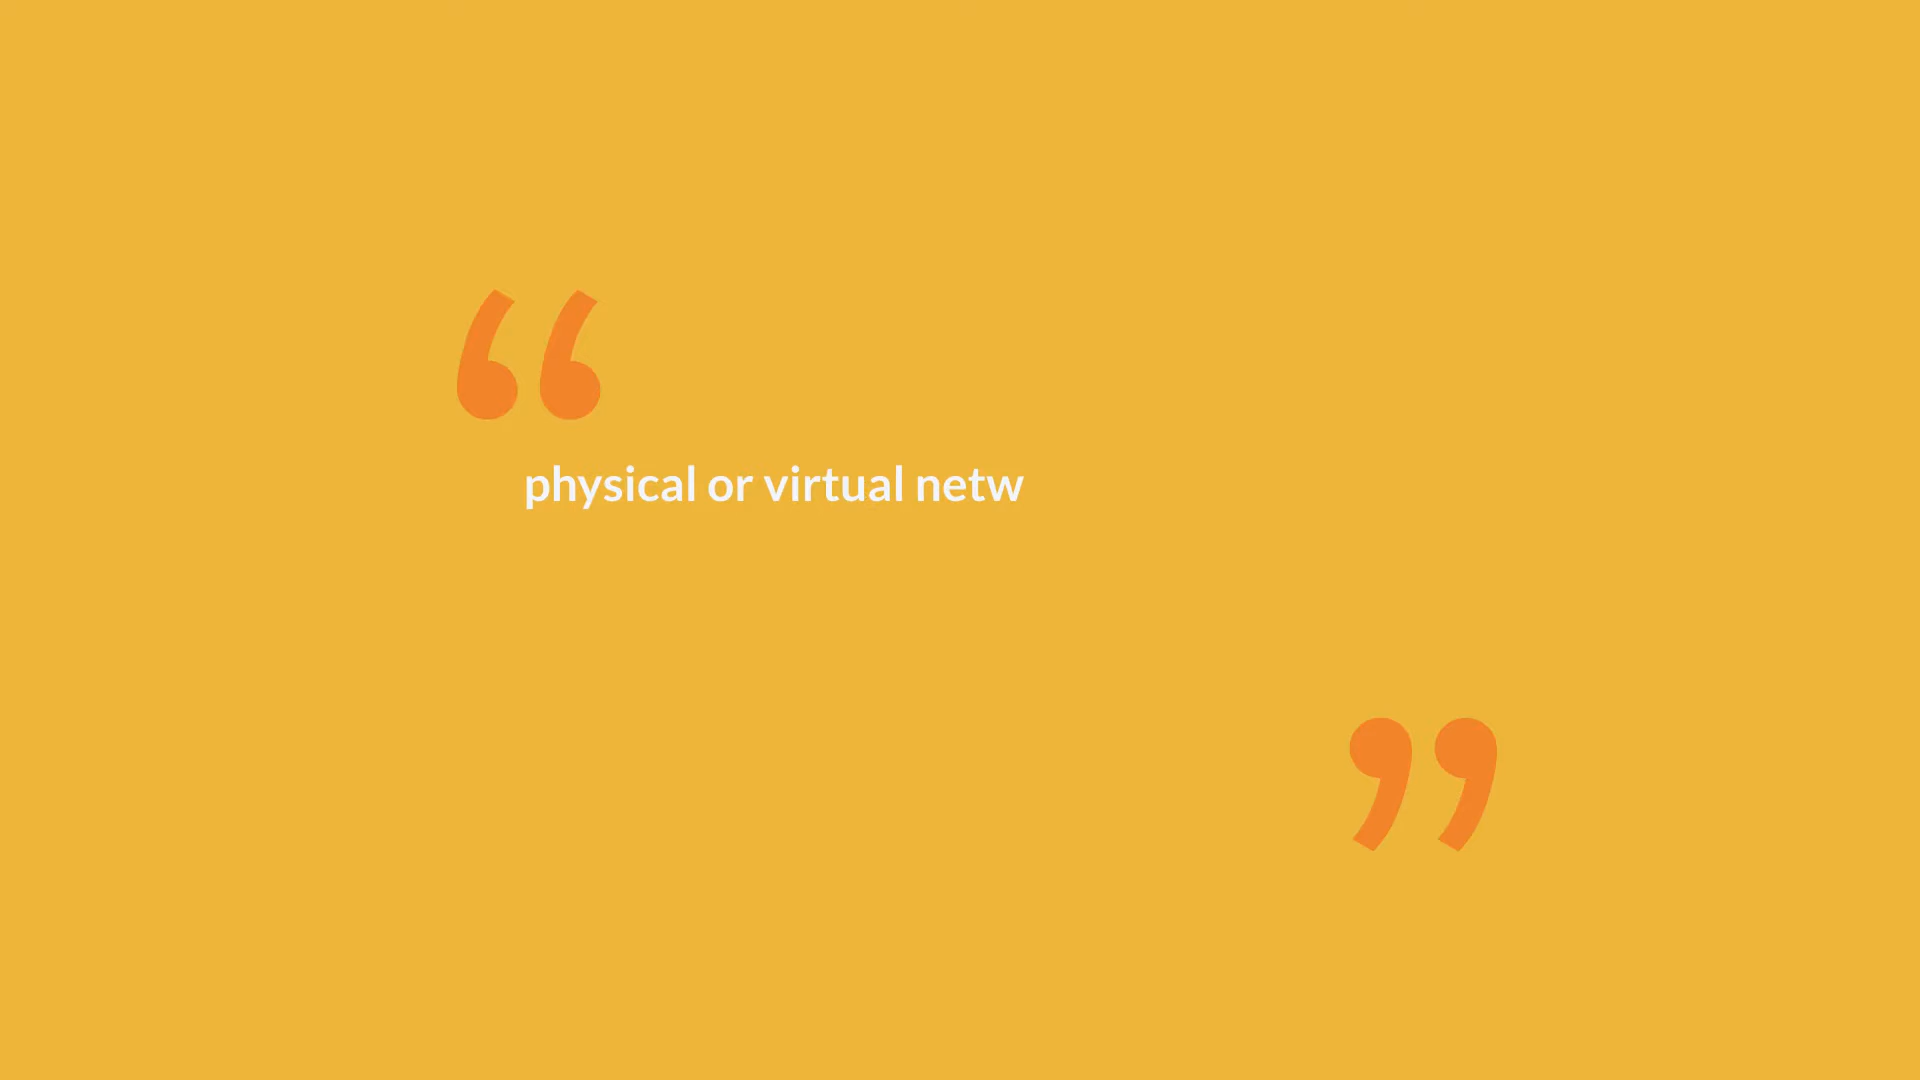 “
physical or virtual netw
”